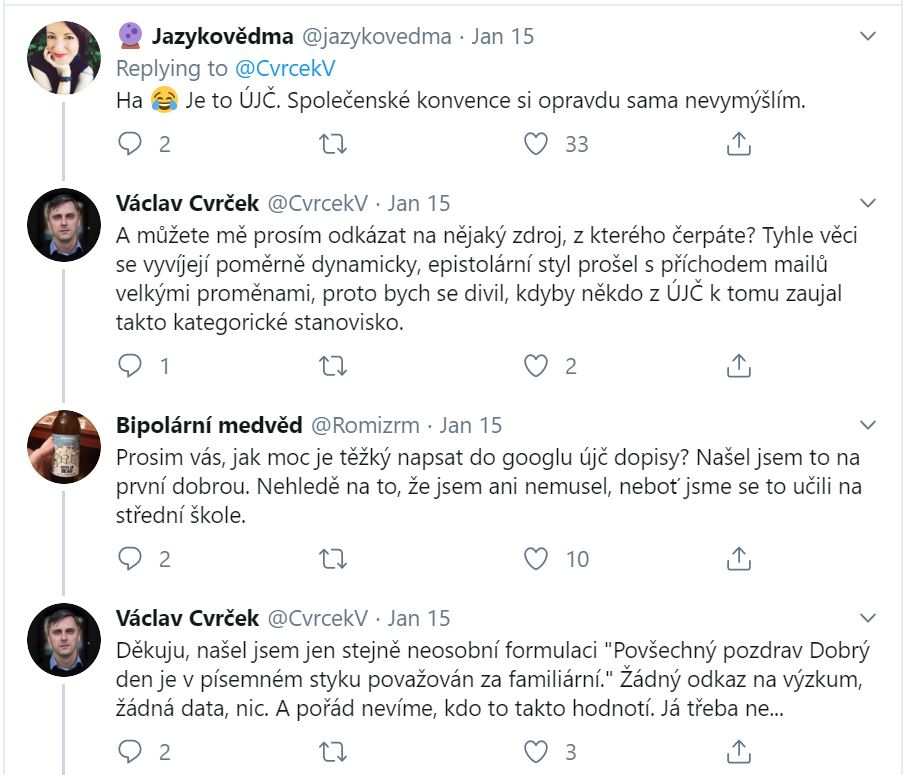 🔮 Jazykovědma @jazykovedma · Jan 15
Replying to @CvrcekV
Ha 😂 Je to ÚJČ. Společenské konvence si opravdu sama nevymýšlím.
2 33
Václav Cvrček @CvrcekV · Jan 15
A můžete mě prosím odkázat na nějaký zdroj, z kterého čerpáte? Tyhle věci
se vyvíjejí poměrně dynamicky, epistolární styl prošel s příchodem mailů
velkými proměnami, proto bych se divil, kdyby někdo z ÚJČ k tomu zaujal
takto kategorické stanovisko.
1 2
Bipolární medvěd @Romizrm · Jan 15
Prosim vás, jak moc je těžký napsat do googlu újč dopisy? Našel jsem to na
první dobrou. Nehledě na to, že jsem ani nemusel, neboť jsme se to učili na
střední škole.
2 10
Václav Cvrček @CvrcekV · Jan 15
Děkuju, našel jsem jen stejně neosobní formulaci "Povšechný pozdrav Dobrý
den je v písemném styku považován za familiární." Žádný odkaz na výzkum,
žádná data, nic. A pořád nevíme, kdo to takto hodnotí. Já třeba ne...
2 3